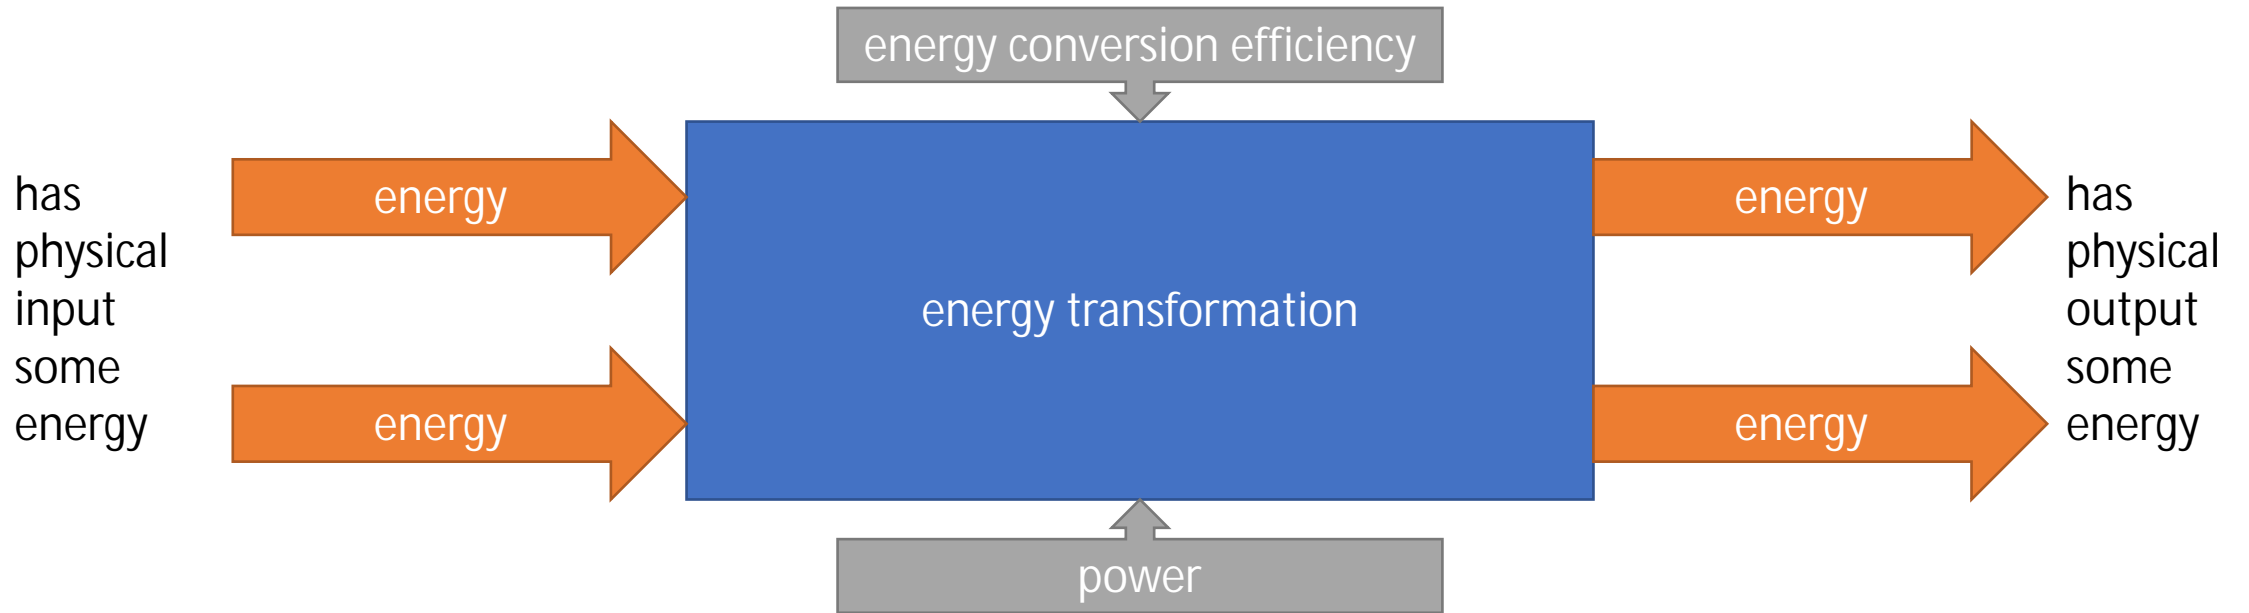 energy conversion efficiency
has
physical
input
some
energy
energy
energy
energy transformation
energy
energy
has
physical
output
some
energy
power